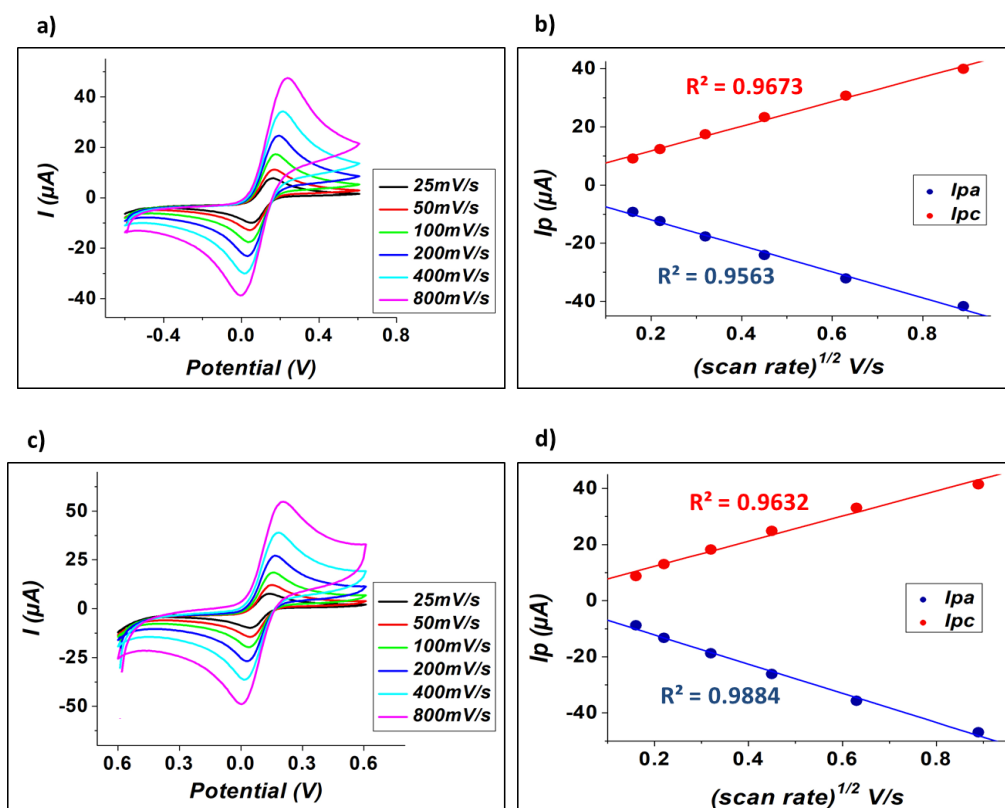 a)
40
20
0
-20
-40
I (µA)
-0.4
0.0
0.4
0.8
Potential (V)
25mV/s
50mV/s
100mV/s
200mV/s
400mV/s
800mV/s
b)
40
20
0
-20
-40
Ip (µA)
R² = 0.9673
Ipa
Ipc
R² = 0.9563
0.2
0.4
0.6
0.8
(scan rate)1/2 V/s
c)
50
25
0
-25
-50
I (µA)
0.6
0.3
0.0
0.3
0.6
Potential (V)
25mV/s
50mV/s
100mV/s
200mV/s
400mV/s
800mV/s
d)
40
20
0
-20
-40
Ip (µA)
R² = 0.9632
Ipa
Ipc
R² = 0.9884
0.2
0.4
0.6
0.8
(scan rate)1/2 V/s